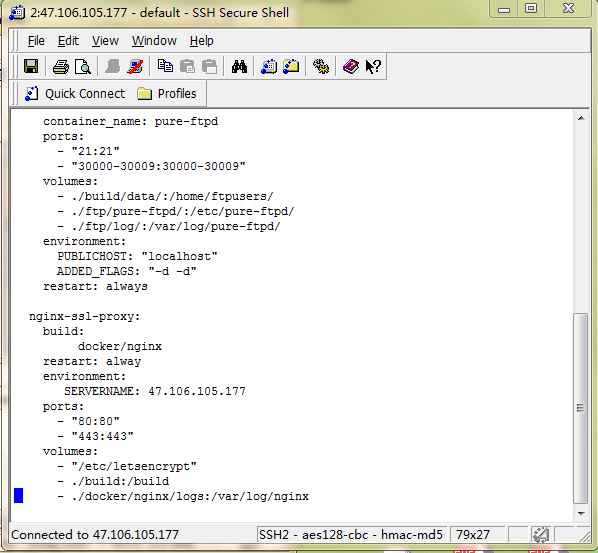 2:47.106.105.177 - default - SSH Secure Shell
File Edit View Window Help
Quick Connect Profiles
container_name: pure-ftpd
ports:
- "21:21"
- "30000-30009:30000-30009"
volumes:
- ./build/data/:/home/ftpusers/
- ./ftp/pure-ftpd/:/etc/pure-ftpd/
- ./ftp/log/:/var/log/pure-ftpd/
environment:
PUBLICHOST: "localhost"
ADDED_FLAGS: "-d -d"
restart: always
nginx-ssl-proxy:
build:
docker/nginx
restart: alway
environment:
SERVERNAME: 47.106.105.177
ports:
- "80:80"
- "443:443"
volumes:
- "/etc/letsencrypt"
- ./build:/build
- ./docker/nginx/logs:/var/log/nginx
Connected to 47.106.105.177 SSH2 - aes128-cbc - hmac-md5 79x27